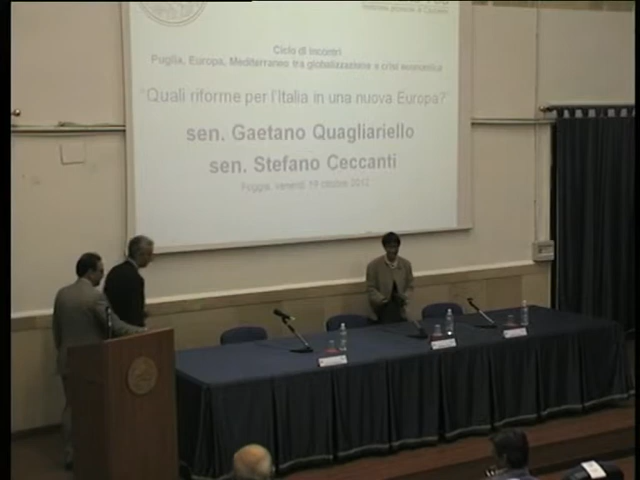 Ciclo di incontri
Puglia, Europa, Mediterraneo tra globalizzazione e crisi economica
"Quali riforme per l'Italia in una nuova Europa?"
sen. Gaetano Quagliariello
sen. Stefano Ceccanti
Foggia, venerdì 19 ottobre 2012